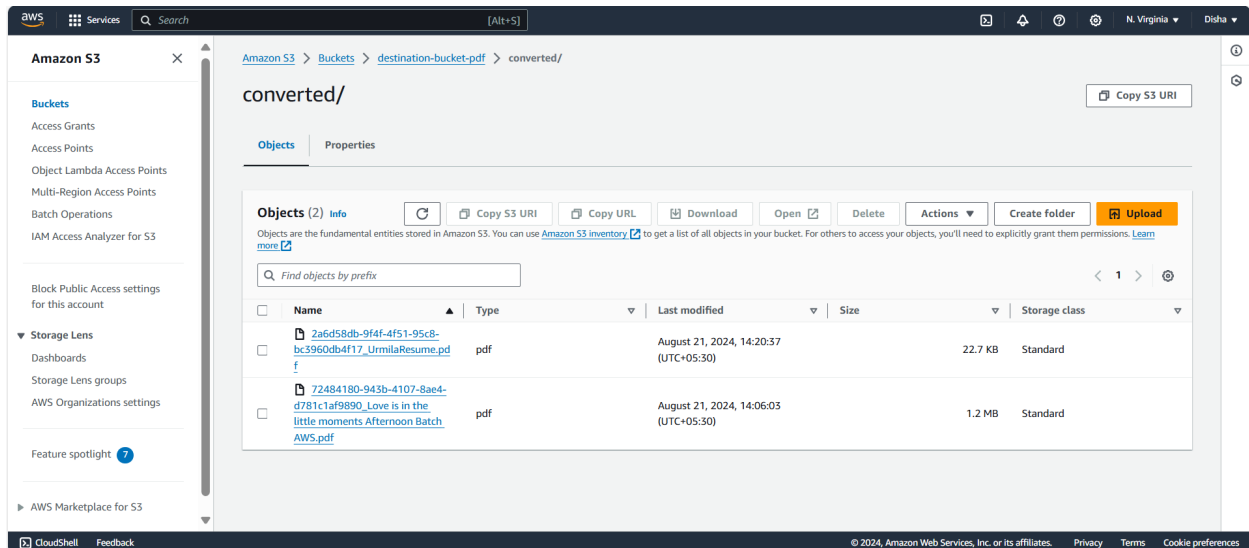 aws Services Search [Alt+S] N. Virginia Disha
Amazon S3
Buckets
Access Grants
Access Points
Object Lambda Access Points
Multi-Region Access Points
Batch Operations
IAM Access Analyzer for S3
Block Public Access settings
for this account
Storage Lens
Dashboards
Storage Lens groups
AWS Organizations settings
Feature spotlight 7
AWS Marketplace for S3
Amazon S3 > Buckets > destination-bucket-pdf > converted/
converted/
Copy S3 URI
Objects Properties
Objects (2) Info Copy S3 URI Copy URL Download Open Delete Actions Create folder Upload
Objects are the fundamental entities stored in Amazon S3. You can use Amazon S3 inventory to get a list of all objects in your bucket. For others to access your objects, you'll need to explicitly grant them permissions. Learn
more
Find objects by prefix
< 1 >
Name Type Last modified Size Storage class
2a6d58db-9f4f-4f51-95c8-
bc3960db4f17_UrmilaResume.pd
f
pdf
August 21, 2024, 14:20:37
(UTC+05:30)
22.7 KB
Standard
72484180-943b-4107-8ae4-
d781c1af9890_Love is in the
little moments Afternoon Batch
AWS.pdf
pdf
August 21, 2024, 14:06:03
(UTC+05:30)
1.2 MB
Standard
CloudShell Feedback © 2024, Amazon Web Services, Inc. or its affiliates. Privacy Terms Cookie preferences